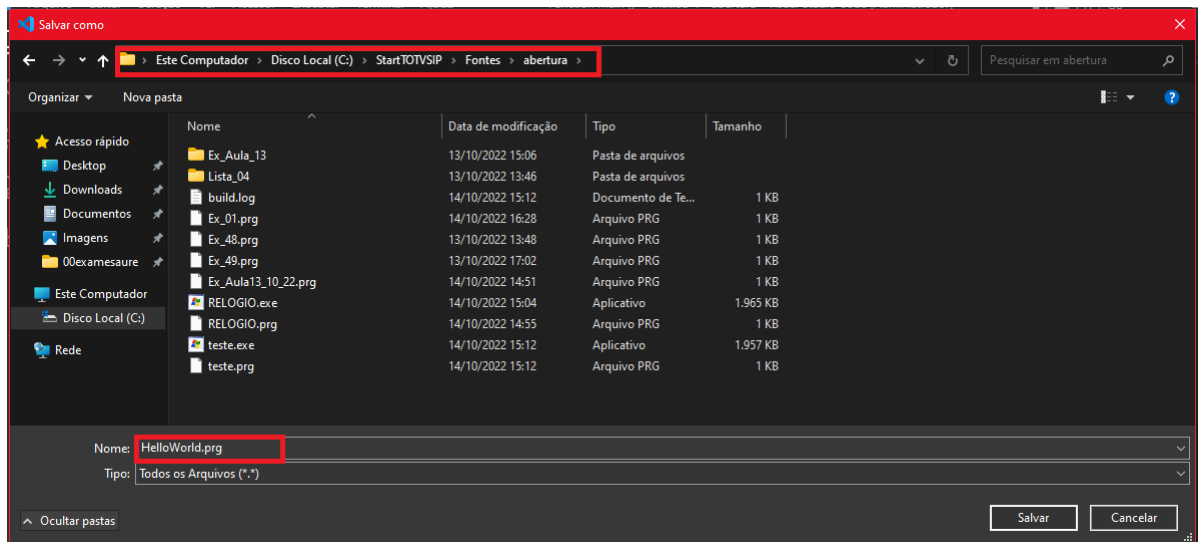 Salvar como
Este Computador > Disco Local (C:) > StartTOTVSIP > Fontes > abertura >
Pesquisar em abertura
Organizar
Nova pasta
Nome Data de modificação Tipo Tamanho
Acesso rápido
Desktop
Downloads
Documentos
Imagens
00examesaure
Este Computador
Disco Local (C:)
Rede
Ex_Aula_13 13/10/2022 15:06 Pasta de arquivos
Lista_04 13/10/2022 13:46 Pasta de arquivos
build.log 14/10/2022 15:12 Documento de Te... 1 KB
Ex_01.prg 14/10/2022 16:28 Arquivo PRG 1 KB
Ex_48.prg 13/10/2022 13:48 Arquivo PRG 1 KB
Ex_49.prg 13/10/2022 17:02 Arquivo PRG 1 KB
Ex_Aula13_10_22.prg 14/10/2022 14:51 Arquivo PRG 1 KB
RELOGIO.exe 14/10/2022 15:04 Aplicativo 1.965 KB
RELOGIO.prg 14/10/2022 14:55 Arquivo PRG 1 KB
teste.exe 14/10/2022 15:12 Aplicativo 1.957 KB
teste.prg 14/10/2022 15:12 Arquivo PRG 1 KB
Nome: HelloWorld.prg
Tipo: Todos os Arquivos (*.*)
Ocultar pastas
Salvar
Cancelar